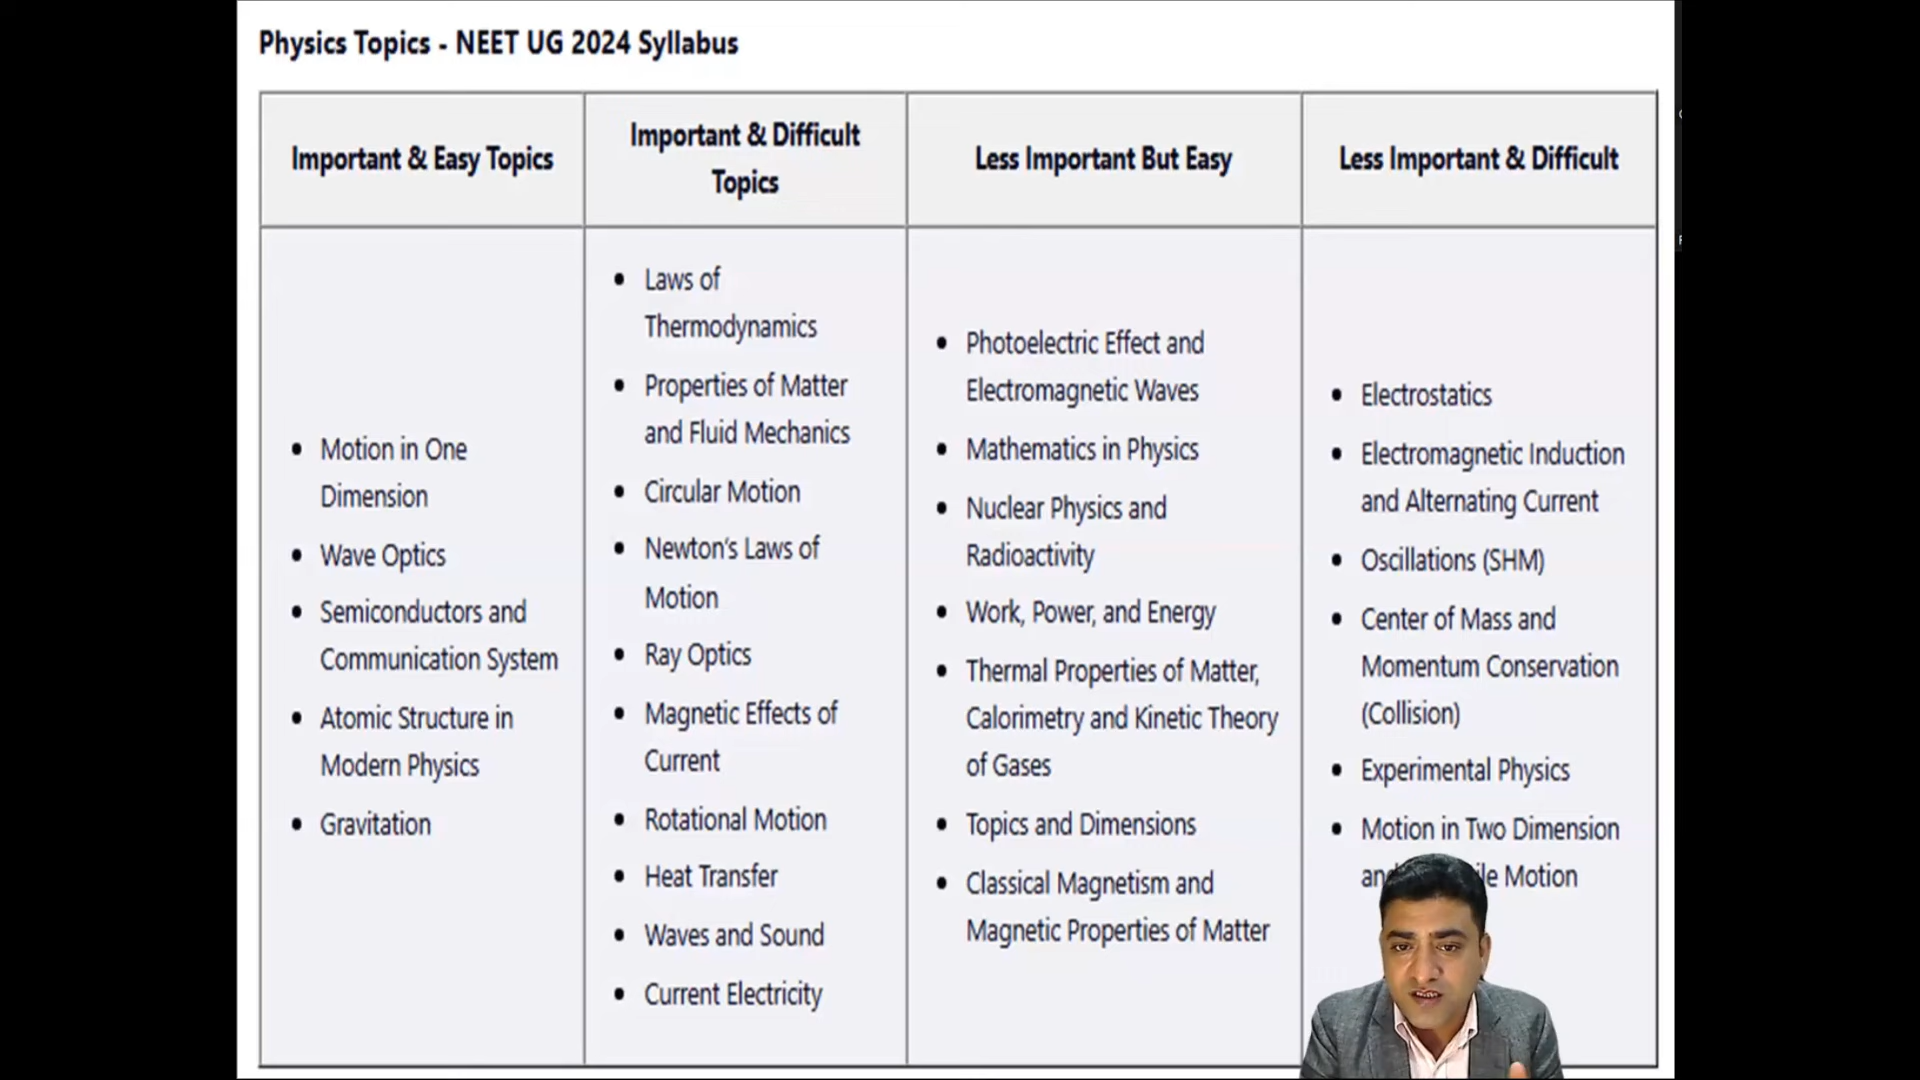 Physics Topics - NEET UG 2024 Syllabus
Important & Easy Topics
Important & Difficult
Topics
Less Important But Easy
Less Important & Difficult
Motion in One
Dimension
Wave Optics
Semiconductors and
Communication System
Atomic Structure in
Modern Physics
Gravitation
Laws of
Thermodynamics
Properties of Matter
and Fluid Mechanics
Circular Motion
Newton's Laws of
Motion
Ray Optics
Magnetic Effects of
Current
Rotational Motion
Heat Transfer
Waves and Sound
Current Electricity
Photoelectric Effect and
Electromagnetic Waves
Mathematics in Physics
Nuclear Physics and
Radioactivity
Work, Power, and Energy
Thermal Properties of Matter,
Calorimetry and Kinetic Theory
of Gases
Topics and Dimensions
Classical Magnetism and
Magnetic Properties of Matter
Electrostatics
Electromagnetic Induction
and Alternating Current
Oscillations (SHM)
Center of Mass and
Momentum Conservation
(Collision)
Experimental Physics
Motion in Two Dimension
Motion